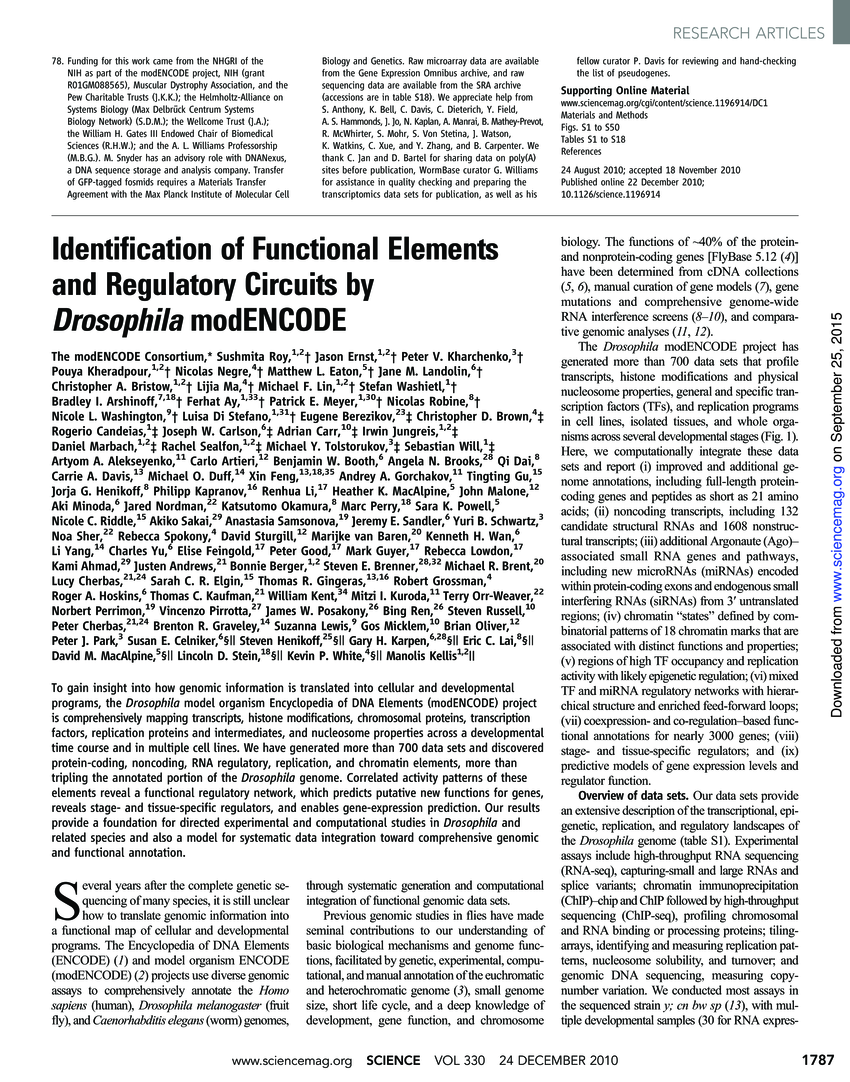 RESEARCH ARTICLES
78. Funding for this work came from the NHGRI of the
NIH as part of the modENCODE project, NIH (grant
R01GM088565), Muscular Dystrophy Association, and the
Pew Charitable Trusts (J.K.K.); the Helmholtz-Alliance on
Systems Biology (Max Delbrück Centrum Systems
Biology Network) (S.D.M.); the Wellcome Trust (J.A.);
the William H. Gates III Endowed Chair of Biomedical
Sciences (R.H.W.); and the A. L. Williams Professorship
(M.B.G.). M. Snyder has an advisory role with DNANexus,
a DNA sequence storage and analysis company. Transfer
of GFP-tagged fosmids requires a Materials Transfer
Agreement with the Max Planck Institute of Molecular Cell
Biology and Genetics. Raw microarray data are available
from the Gene Expression Omnibus archive, and raw
sequencing data are available from the SRA archive
(accessions are in table S18). We appreciate help from
S. Anthony, K. Bell, C. Davis, C. Dieterich, Y. Field,
A. S. Hammonds, J. Jo, N. Kaplan, A. Manrai, B. Mathey-Prevot,
R. McWhirter, S. Mohr, S. Von Stetina, J. Watson,
K. Watkins, C. Xue, and Y. Zhang, and B. Carpenter. We
thank C. Jan and D. Bartel for sharing data on poly(A)
sites before publication, WormBase curator G. Williams
for assistance in quality checking and preparing the
transcriptomics data sets for publication, as well as his
fellow curator P. Davis for reviewing and hand-checking
the list of pseudogenes.
Supporting Online Material
www.sciencemag.org/cgi/content/science.1196914/DC1
Materials and Methods
Figs. S1 to S50
Tables S1 to S18
References
24 August 2010; accepted 18 November 2010
Published online 22 December 2010;
10.1126/science.1196914
Identification of Functional Elements
and Regulatory Circuits by
Drosophila modENCODE
The modENCODE Consortium,* Sushmita Roy,1,2† Jason Ernst,1,2† Peter V. Kharchenko,3†
Pouya Kheradpour,1,2† Nicolas Negre,4† Matthew L. Eaton,5† Jane M. Landolin,6†
Christopher A. Bristow,1,2† Lijia Ma,4† Michael F. Lin,1,2† Stefan Washietl,1†
Bradley I. Arshinoff,7,18† Ferhat Ay,1,33† Patrick E. Meyer,1,30† Nicolas Robine,8†
Nicole L. Washington,9† Luisa Di Stefano,1,31† Eugene Berezikov,23‡ Christopher D. Brown,4‡
Rogerio Candeias,1‡ Joseph W. Carlson,6‡ Adrian Carr,10‡ Irwin Jungreis,1,2‡
Daniel Marbach,1,2‡ Rachel Sealfon,1,2‡ Michael Y. Tolstorukov,3‡ Sebastian Will,1‡
Artyom A. Alekseyenko,11 Carlo Artieri,12 Benjamin W. Booth,6 Angela N. Brooks,28 Qi Dai,8
Carrie A. Davis,13 Michael O. Duff,14 Xin Feng,13,18,35 Andrey A. Gorchakov,11 Tingting Gu,15
Jorja G. Henikoff,8 Philipp Kapranov,16 Renhua Li,17 Heather K. MacAlpine,5 John Malone,12
Aki Minoda,6 Jared Nordman,22 Katsutomo Okamura,8 Marc Perry,18 Sara K. Powell,5
Nicole C. Riddle,15 Akiko Sakai,29 Anastasia Samsonova,19 Jeremy E. Sandler,6 Yuri B. Schwartz,3
Noa Sher,22 Rebecca Spokony,4 David Sturgill,12 Marijke van Baren,20 Kenneth H. Wan,6
Li Yang,14 Charles Yu,6 Elise Feingold,17 Peter Good,17 Mark Guyer,17 Rebecca Lowdon,17
Kami Ahmad,29 Justen Andrews,21 Bonnie Berger,1,2 Steven E. Brenner,28,32 Michael R. Brent,20
Lucy Cherbas,21,24 Sarah C. R. Elgin,15 Thomas R. Gingeras,13,16 Robert Grossman,4
Roger A. Hoskins,6 Thomas C. Kaufman,21 William Kent,34 Mitzi I. Kuroda,11 Terry Orr-Weaver,22
Norbert Perrimon,19 Vincenzo Pirrotta,27 James W. Posakony,26 Bing Ren,26 Steven Russell,10
Peter Cherbas,21,24 Brenton R. Graveley,14 Suzanna Lewis,9 Gos Micklem,10 Brian Oliver,12
Peter J. Park,3 Susan E. Celniker,6§|| Steven Henikoff,25§|| Gary H. Karpen,6,28§|| Eric C. Lai,8§||
David M. MacAlpine,5§|| Lincoln D. Stein,18§|| Kevin P. White,4§|| Manolis Kellis1,2||
To gain insight into how genomic information is translated into cellular and developmental
programs, the Drosophila model organism Encyclopedia of DNA Elements (modENCODE) project
is comprehensively mapping transcripts, histone modifications, chromosomal proteins, transcription
factors, replication proteins and intermediates, and nucleosome properties across a developmental
time course and in multiple cell lines. We have generated more than 700 data sets and discovered
protein-coding, noncoding, RNA regulatory, replication, and chromatin elements, more than
tripling the annotated portion of the Drosophila genome. Correlated activity patterns of these
elements reveal a functional regulatory network, which predicts putative new functions for genes,
reveals stage- and tissue-specific regulators, and enables gene-expression prediction. Our results
provide a foundation for directed experimental and computational studies in Drosophila and
related species and also a model for systematic data integration toward comprehensive genomic
and functional annotation.
Several years after the complete genetic se-
quencing of many species, it is still unclear
how to translate genomic information into
a functional map of cellular and developmental
programs. The Encyclopedia of DNA Elements
(ENCODE) (1) and model organism ENCODE
(modENCODE) (2) projects use diverse genomic
assays to comprehensively annotate the Homo
sapiens (human), Drosophila melanogaster (fruit
fly), and Caenorhabditis elegans (worm) genomes,
through systematic generation and computational
integration of functional genomic data sets.
Previous genomic studies in flies have made
seminal contributions to our understanding of
basic biological mechanisms and genome func-
tions, facilitated by genetic, experimental, compu-
tational, and manual annotation of the euchromatic
and heterochromatic genome (3), small genome
size, short life cycle, and a deep knowledge of
development, gene function, and chromosome
biology. The functions of ~40% of the protein-
and nonprotein-coding genes [FlyBase 5.12 (4)]
have been determined from cDNA collections
(5, 6), manual curation of gene models (7), gene
mutations and comprehensive genome-wide
RNA interference screens (8–10), and compara-
tive genomic analyses (11, 12).
The Drosophila modENCODE project has
generated more than 700 data sets that profile
transcripts, histone modifications and physical
nucleosome properties, general and specific tran-
scription factors (TFs), and replication programs
in cell lines, isolated tissues, and whole orga-
nisms across several developmental stages (Fig. 1).
Here, we computationally integrate these data
sets and report (i) improved and additional ge-
nome annotations, including full-length protein-
coding genes and peptides as short as 21 amino
acids; (ii) noncoding transcripts, including 132
candidate structural RNAs and 1608 nonstruc-
tural transcripts; (iii) additional Argonaute (Ago)–
associated small RNA genes and pathways,
including new microRNAs (miRNAs) encoded
within protein-coding exons and endogenous small
interfering RNAs (siRNAs) from 3′ untranslated
regions; (iv) chromatin “states” defined by com-
binatorial patterns of 18 chromatin marks that are
associated with distinct functions and properties;
(v) regions of high TF occupancy and replication
activity with likely epigenetic regulation; (vi) mixed
TF and miRNA regulatory networks with hierar-
chical structure and enriched feed-forward loops;
(vii) coexpression- and co-regulation–based func-
tional annotations for nearly 3000 genes; (viii)
stage- and tissue-specific regulators; and (ix)
predictive models of gene expression levels and
regulator function.
Overview of data sets. Our data sets provide
an extensive description of the transcriptional, epi-
genetic, replication, and regulatory landscapes of
the Drosophila genome (table S1). Experimental
assays include high-throughput RNA sequencing
(RNA-seq), capturing-small and large RNAs and
splice variants; chromatin immunoprecipitation
(ChIP)–chip and ChIP followed by high-throughput
sequencing (ChIP-seq), profiling chromosomal
and RNA binding or processing proteins; tiling-
arrays, identifying and measuring replication pat-
terns, nucleosome solubility, and turnover; and
genomic DNA sequencing, measuring copy-
number variation. We conducted most assays in
the sequenced strain y; cn bw sp (13), with mul-
tiple developmental samples (30 for RNA expres-
www.sciencemag.org SCIENCE VOL 330 24 DECEMBER 2010 1787
Downloaded from www.sciencemag.org on September 25, 2015